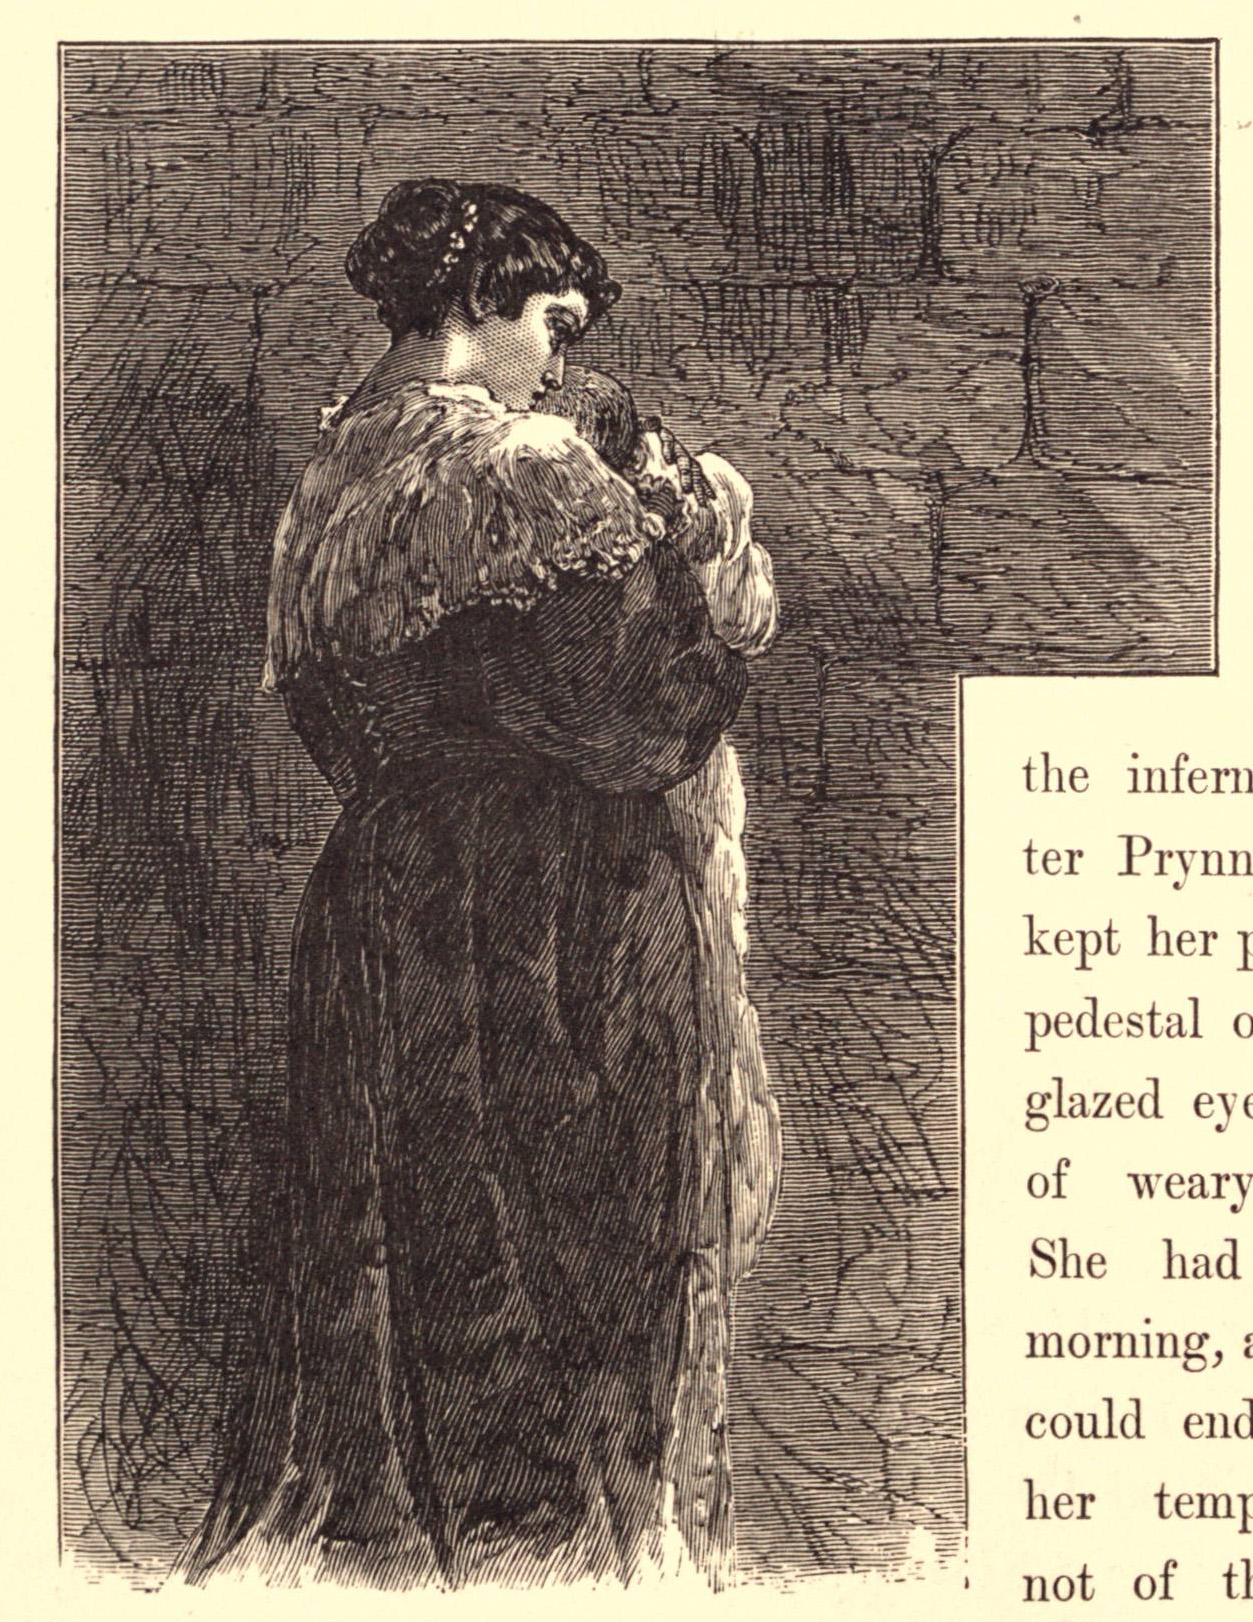 the infern
ter Prynn
kept her p
pedestal o
glazed eye
of weary
She had
morning, a
could end
her temp
not of th